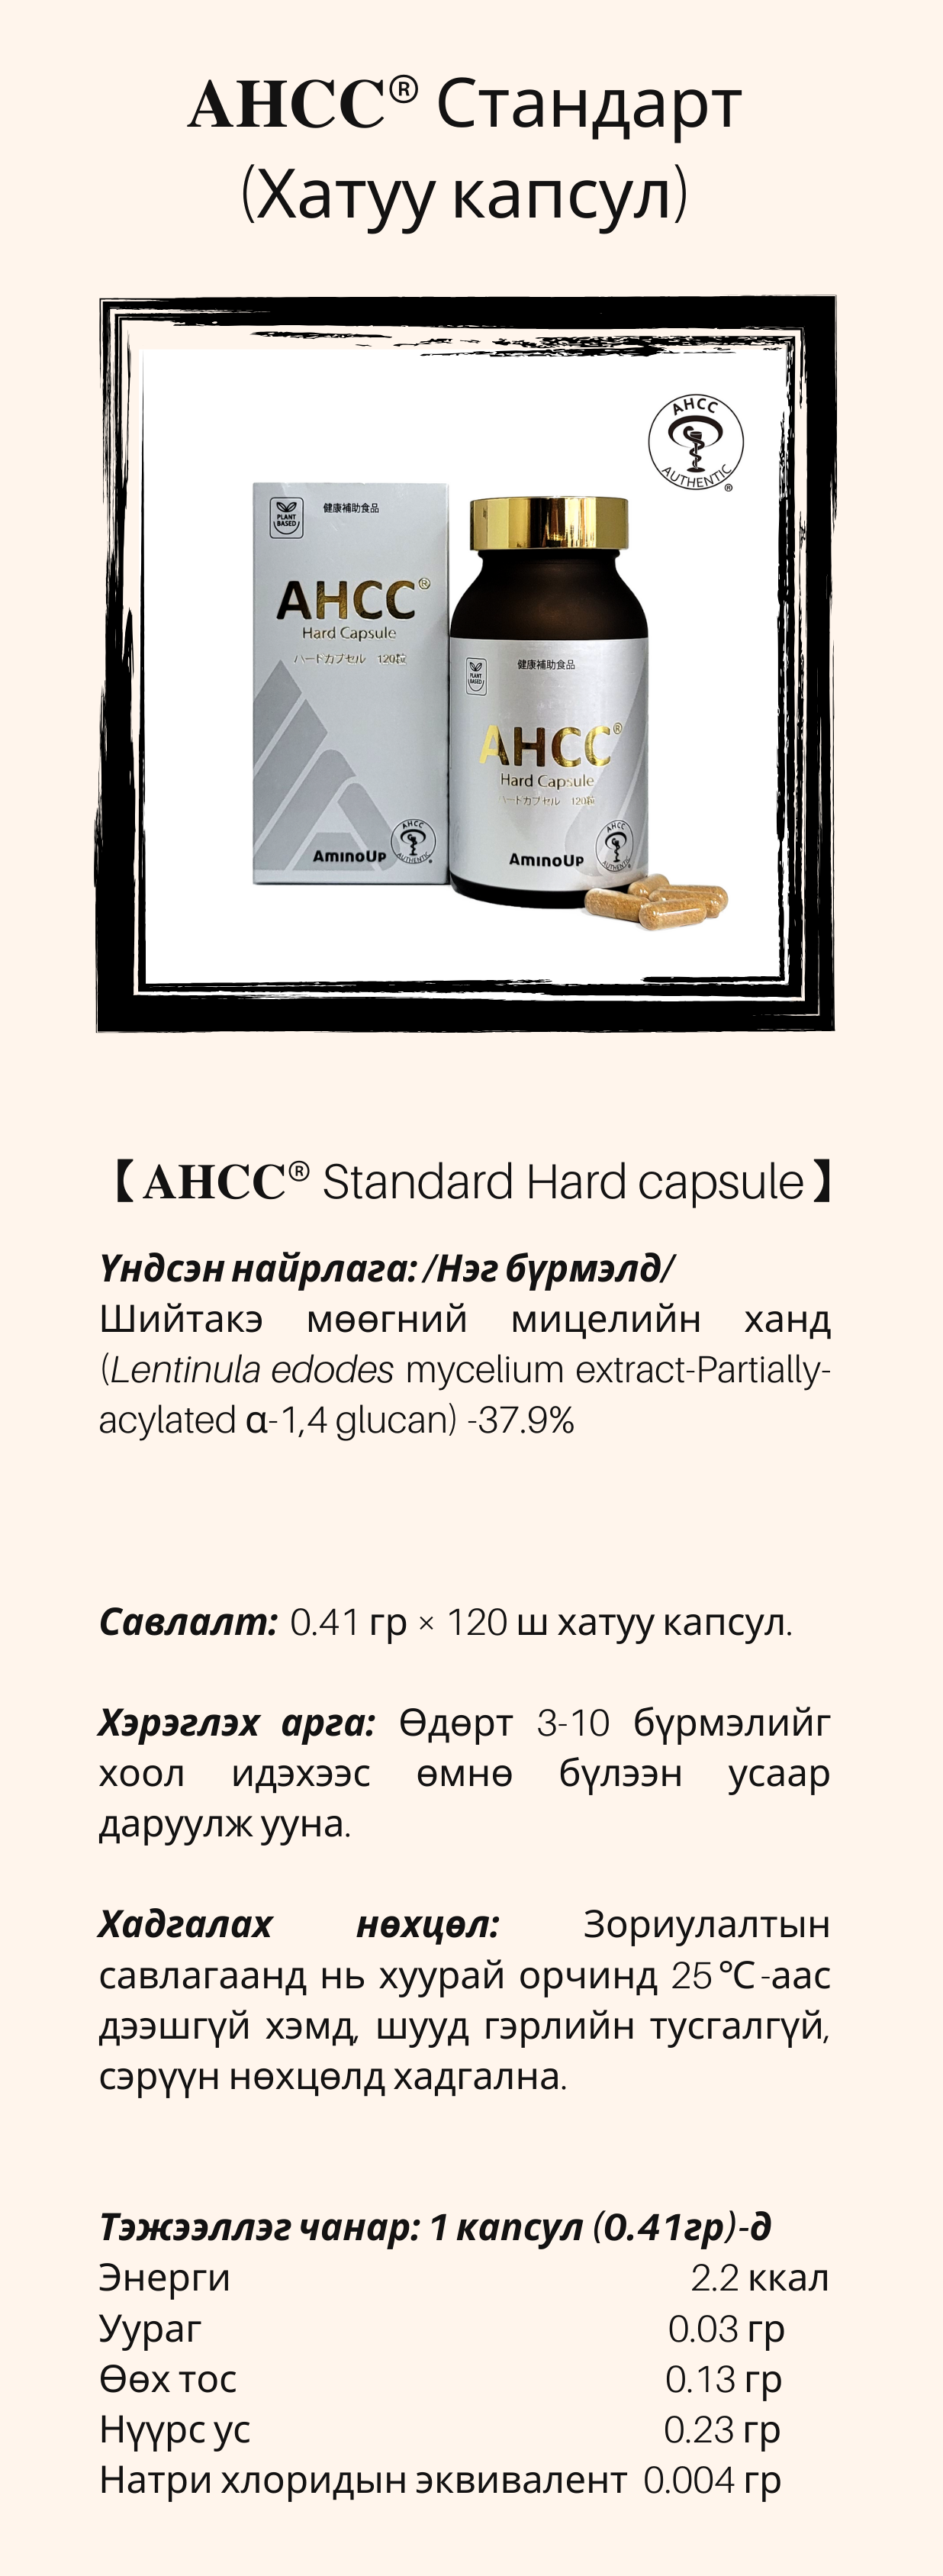 AHCC® Стандарт
(Хатуу капсул)
AHCC
AUTHENTIC
®
PLANT
BASED
健康補助食品
AHCC®
Hard Capsule
ハードカプセル 120粒
AminoUp
AHCC
AUTHENTIC
PLANT
BASED
健康補助食品
AHCC®
Hard Capsule
ハードカプセル 120粒
AminoUp
AHCC
AUTHENTIC
【AHCC® Standard Hard capsule】
Үндсэн найрлага: /Нэг бүрмэлд/
Шийтакэ мөөгний мицелийн ханд
(Lentinula edodes mycelium extract-Partially-
acylated α-1,4 glucan) -37.9%
Савлалт: 0.41 гр × 120 ш хатуу капсул.
Хэрэглэх арга: Өдөрт 3-10 бүрмэлийг
хоол идэхээс өмнө бүлээн усаар
даруулж ууна.
Хадгалах нөхцөл: Зориулалтын
савлагаанд нь хуурай орчинд 25℃-аас
дээшгүй хэмд, шууд гэрлийн тусгалгүй,
сэрүүн нөхцөлд хадгална.
Тэжээллэг чанар: 1 капсул (0.41гр)-д
Энерги 2.2 ккал
Уураг 0.03 гр
Өөх тос 0.13 гр
Нүүрс ус 0.23 гр
Натри хлоридын эквивалент 0.004 гр